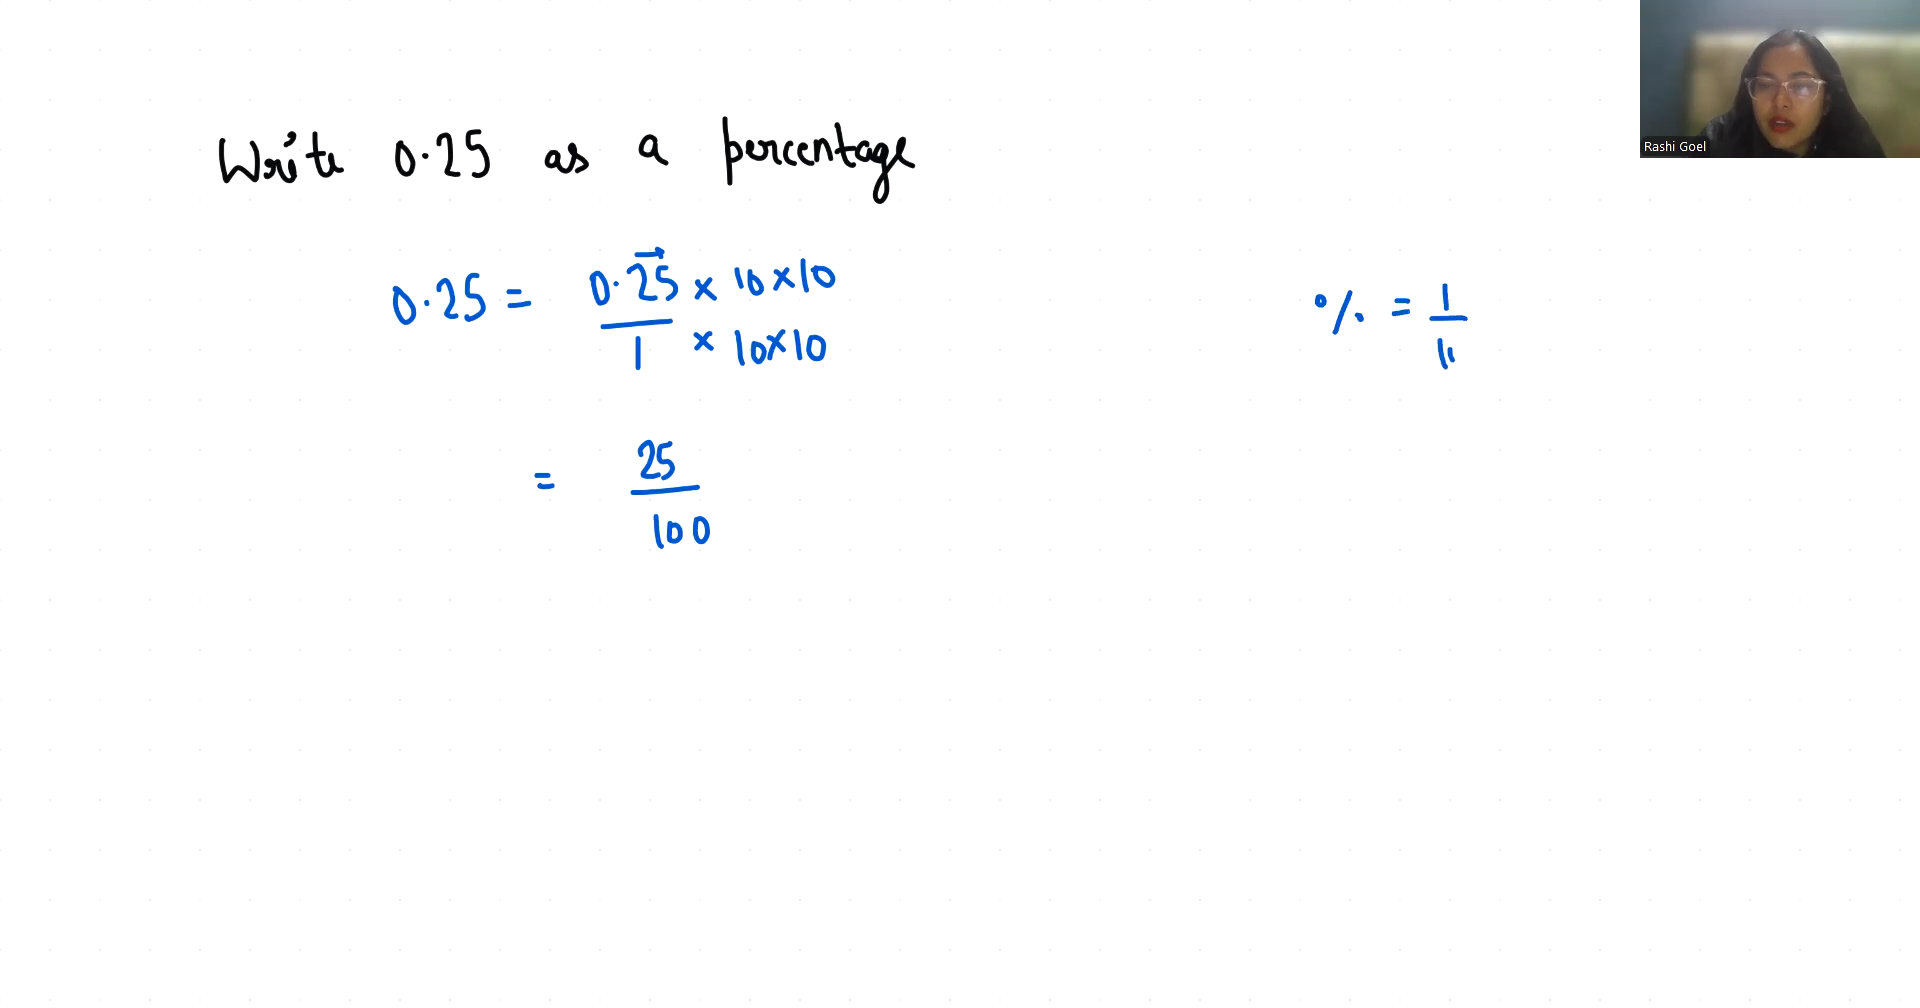 Write 0.25 as a percentage
Rashi Goel
0.25 = 0.25 × 10×10
1 × 10×10
% = 1
= 25
100